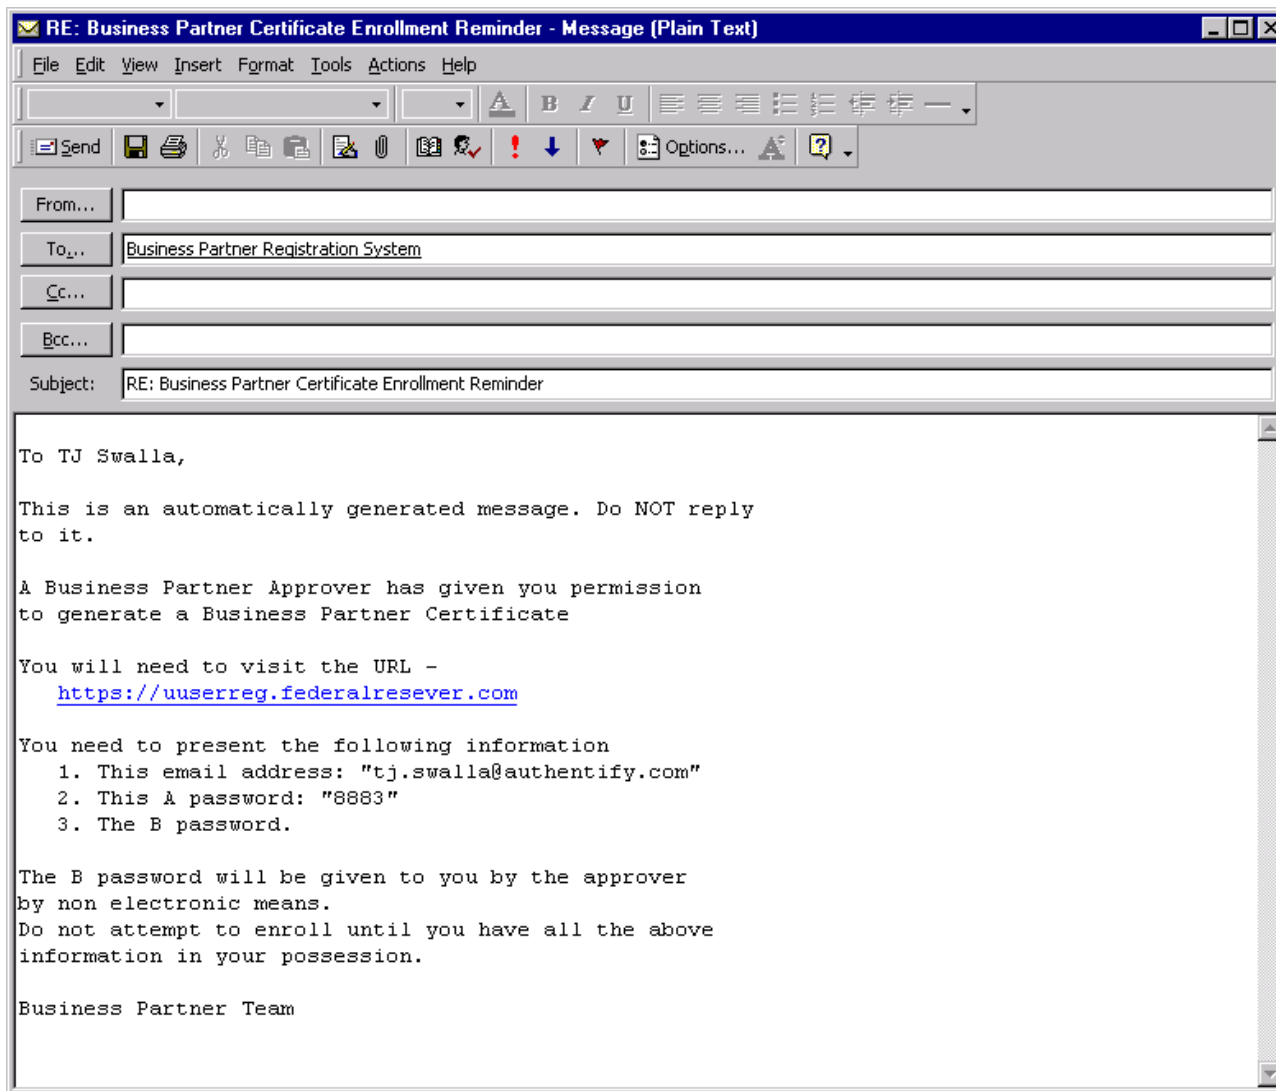 RE: Business Partner Certificate Enrollment Reminder - Message (Plain Text)
File Edit View Insert Format Tools Actions Help
A B I U
Send Options...
From...
To... Business Partner Registration System
Cc...
Bcc...
Subject: RE: Business Partner Certificate Enrollment Reminder
To TJ Swalla,
This is an automatically generated message. Do NOT reply
to it.
A Business Partner Approver has given you permission
to generate a Business Partner Certificate
You will need to visit the URL -
https://uuserreg.federalresever.com
You need to present the following information
1. This email address: "tj.swalla@authentify.com"
2. This A password: "8883"
3. The B password.
The B password will be given to you by the approver
by non electronic means.
Do not attempt to enroll until you have all the above
information in your possession.
Business Partner Team